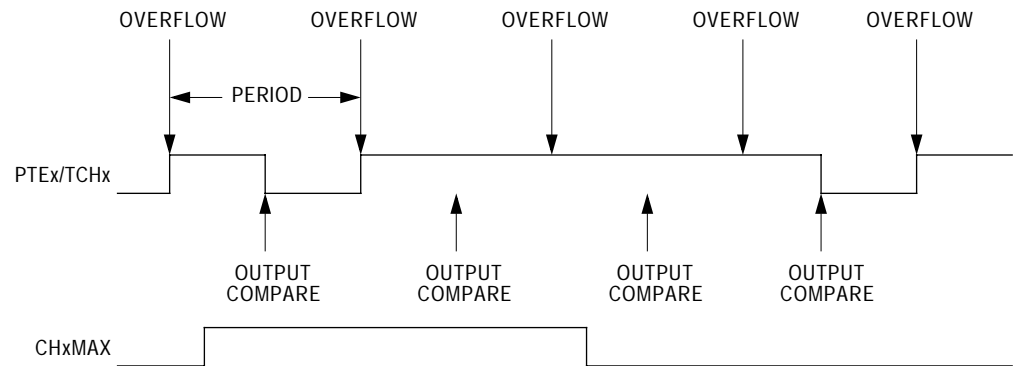 OVERFLOW OVERFLOW OVERFLOW OVERFLOW OVERFLOW
PERIOD
PTEx/TCHx
OUTPUT COMPARE
OUTPUT COMPARE
OUTPUT COMPARE
OUTPUT COMPARE
CHxMAX